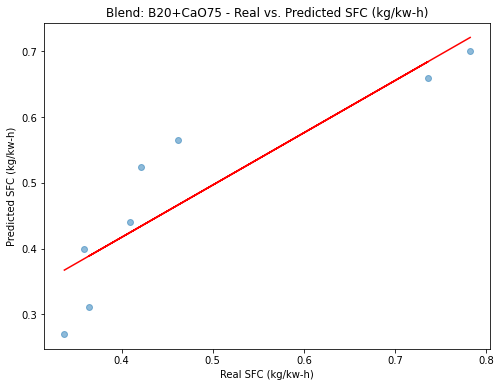 Blend: B20+CaO75 - Real vs. Predicted SFC (kg/kw-h)
Predicted SFC (kg/kw-h)
0.7
0.6
0.5
0.4
0.3
0.4 0.5 0.6 0.7 0.8
Real SFC (kg/kw-h)